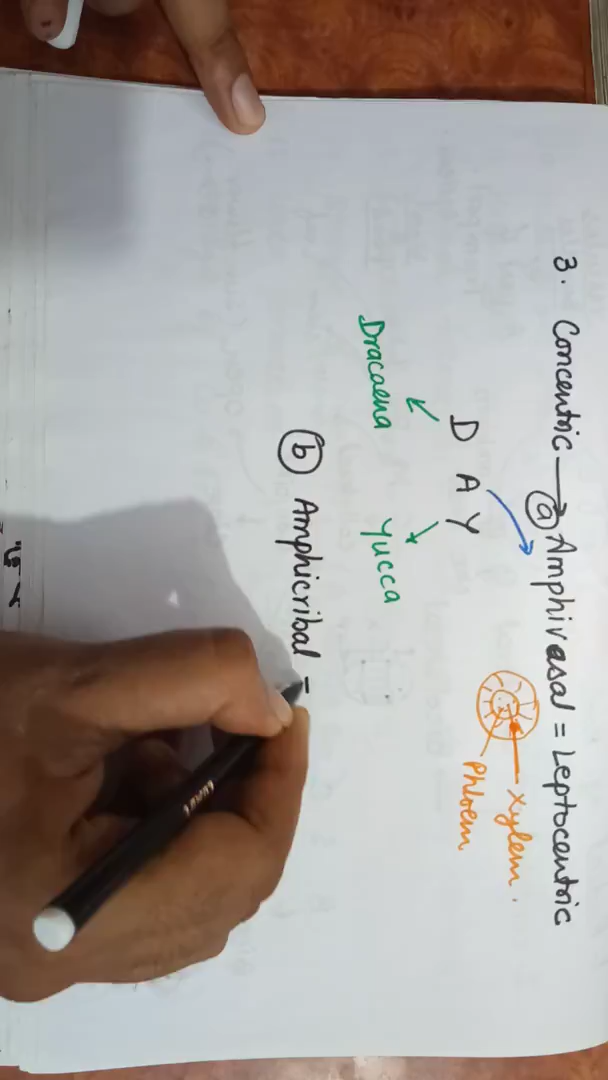 3. Concentric → ⓐ Amphivasal = Leptocentric
D A Y
Xylem.
Phloem
Dracaena Yucca
ⓑ Amphicribal -